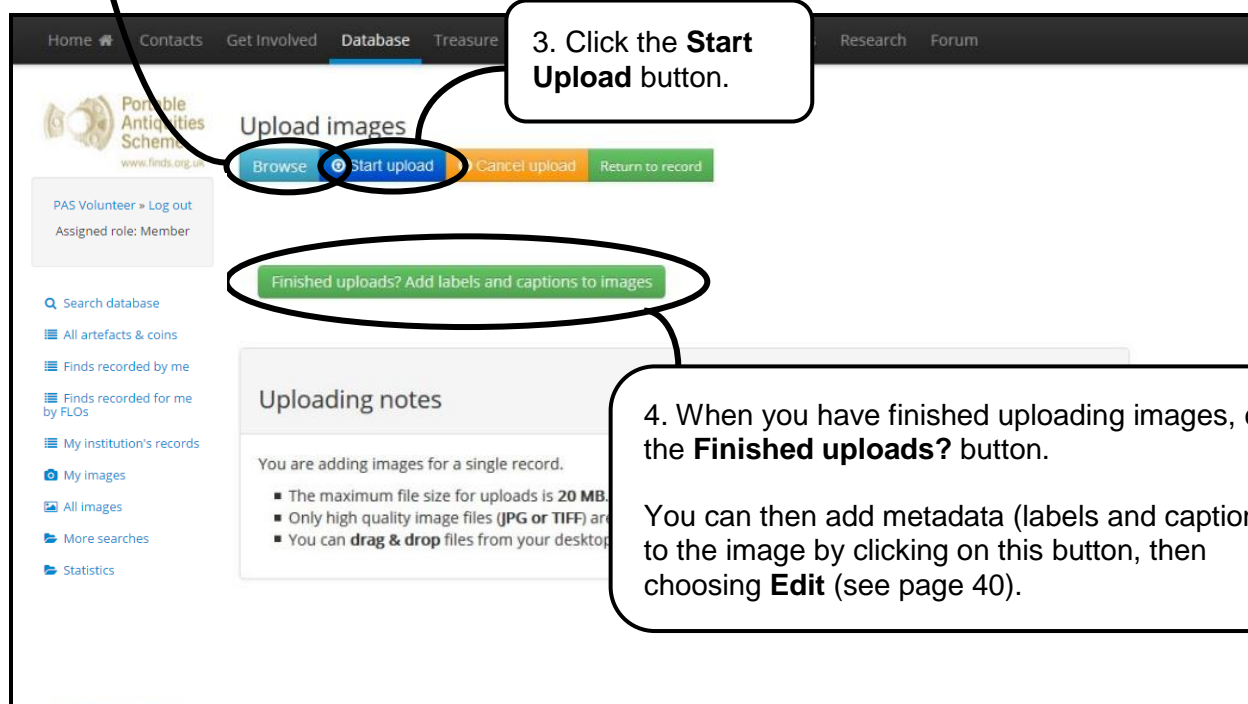 Home Contacts Get Involved Database Treasure Research Forum
3. Click the Start
Upload button.
Portable
Antiquities
Scheme
www.finds.org.uk
Upload images
Browse Start upload Cancel upload Return to record
PAS Volunteer » Log out
Assigned role: Member
Finished uploads? Add labels and captions to images
Search database
All artefacts & coins
Finds recorded by me
Finds recorded for me
by FLOs
My institution's records
My images
All images
More searches
Statistics
Uploading notes
You are adding images for a single record.
■ The maximum file size for uploads is 20 MB.
■ Only high quality image files (JPG or TIFF) are
■ You can drag & drop files from your desktop
4. When you have finished uploading images,
the Finished uploads? button.
You can then add metadata (labels and caption
to the image by clicking on this button, then
choosing Edit (see page 40).